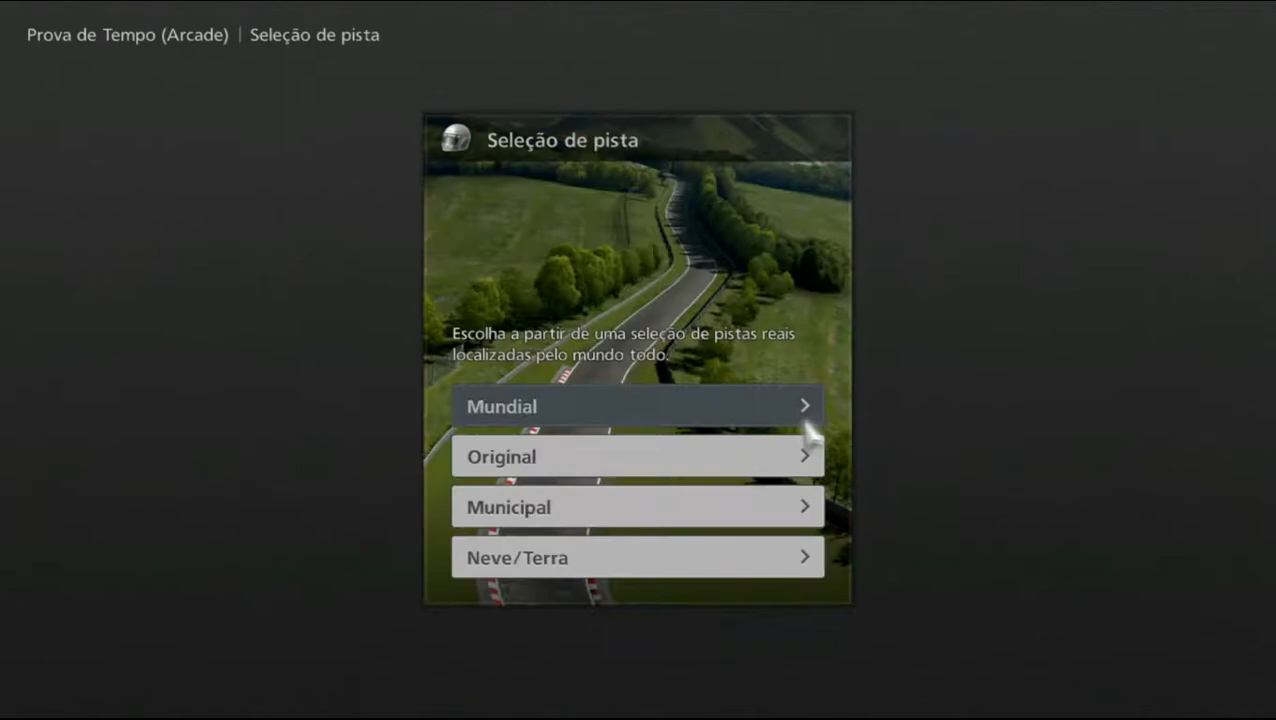 Prova de Tempo (Arcade) | Seleção de pista
Seleção de pista
Escolha a partir de uma seleção de pistas reais
localizadas pelo mundo todo.
Mundial
Original
Municipal
Neve/Terra